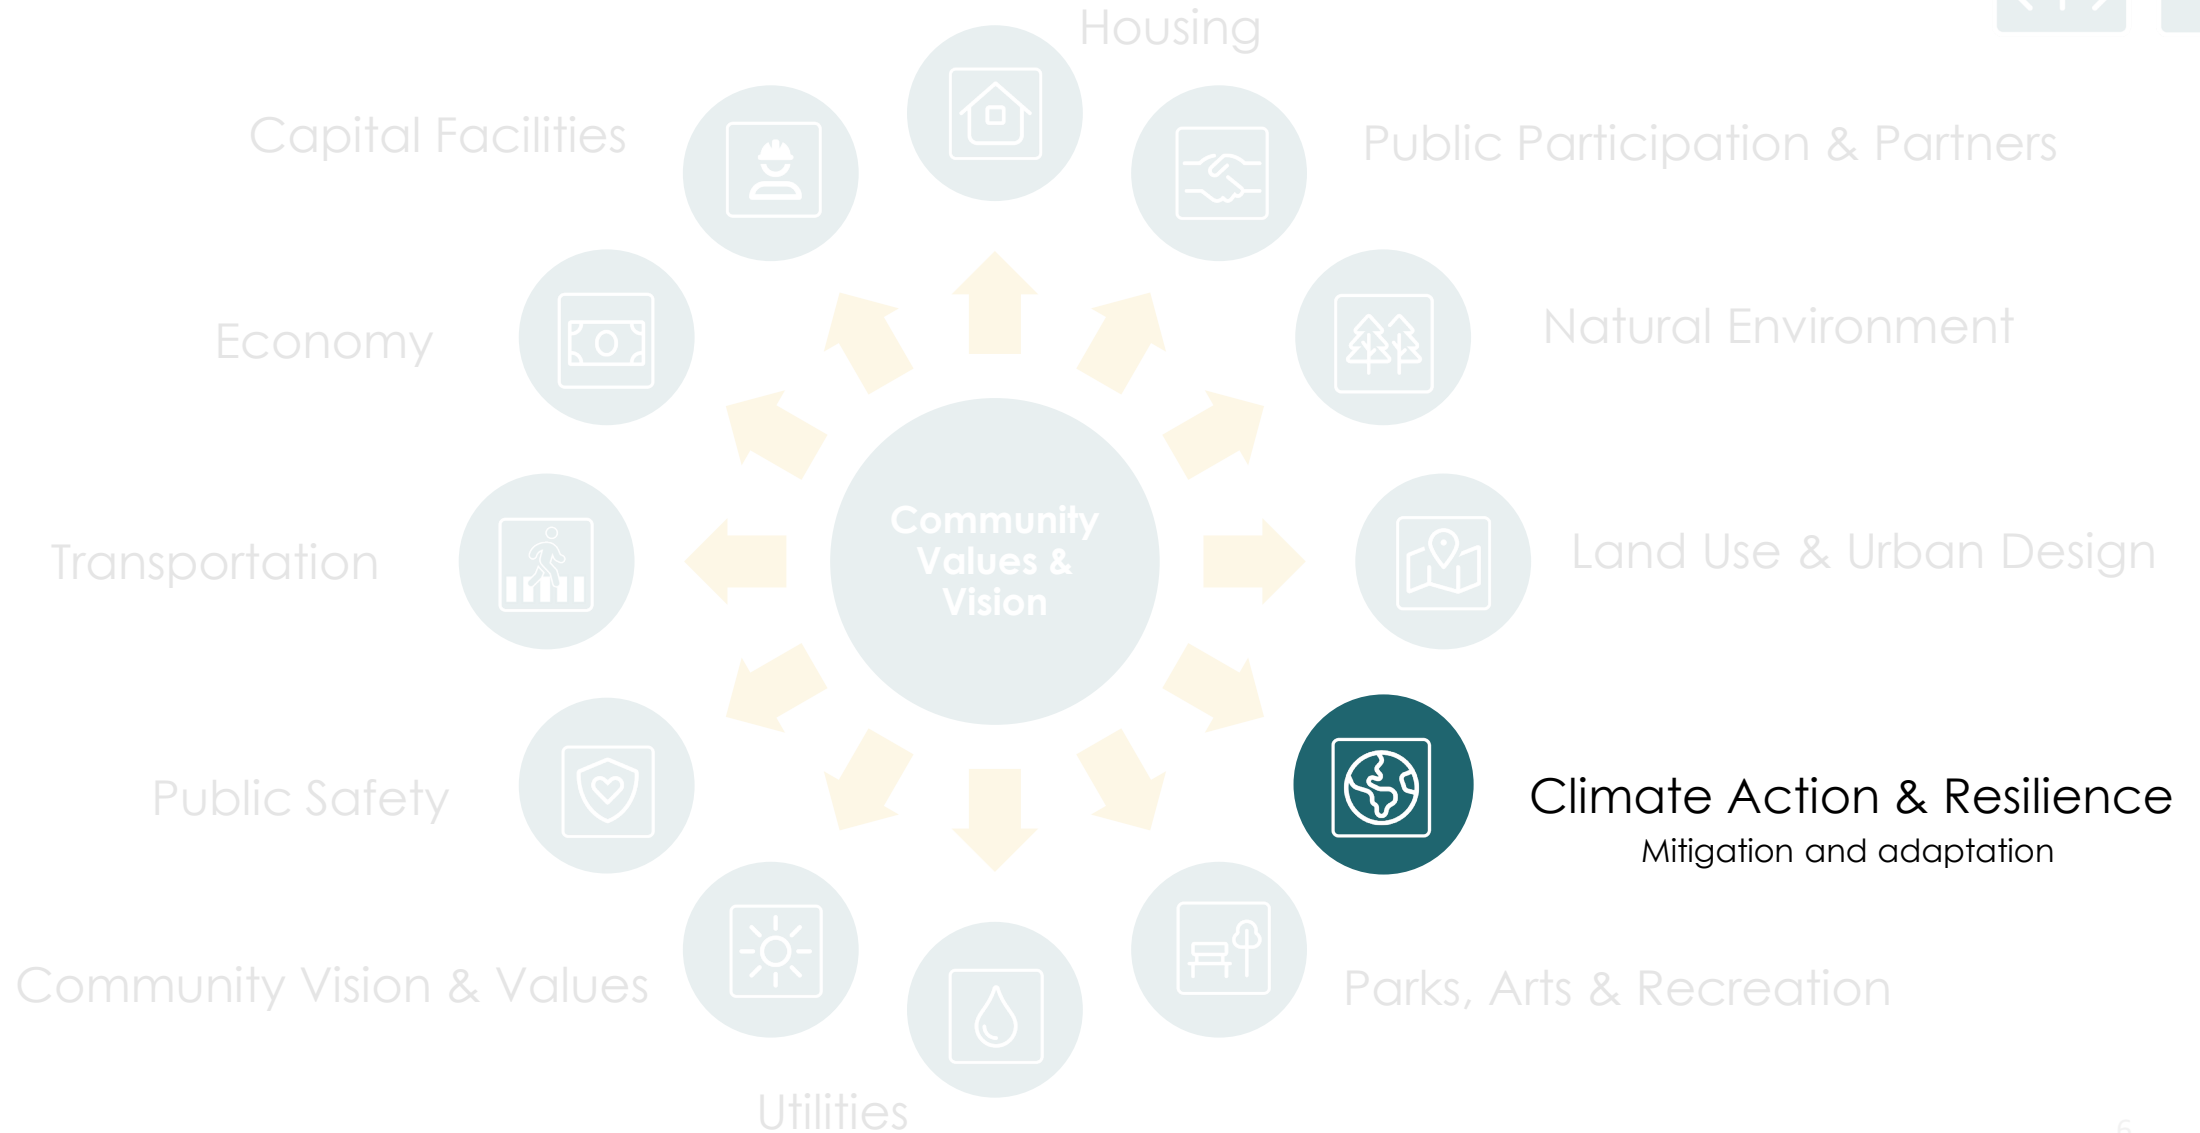 Housing
Capital Facilities
Public Participation & Partners
Natural Environment
Economy
Community
Values &
Vision
Land Use & Urban Design
Transportation
Climate Action & Resilience
Mitigation and adaptation
Public Safety
Community Vision & Values
Parks, Arts & Recreation
Utilities
6